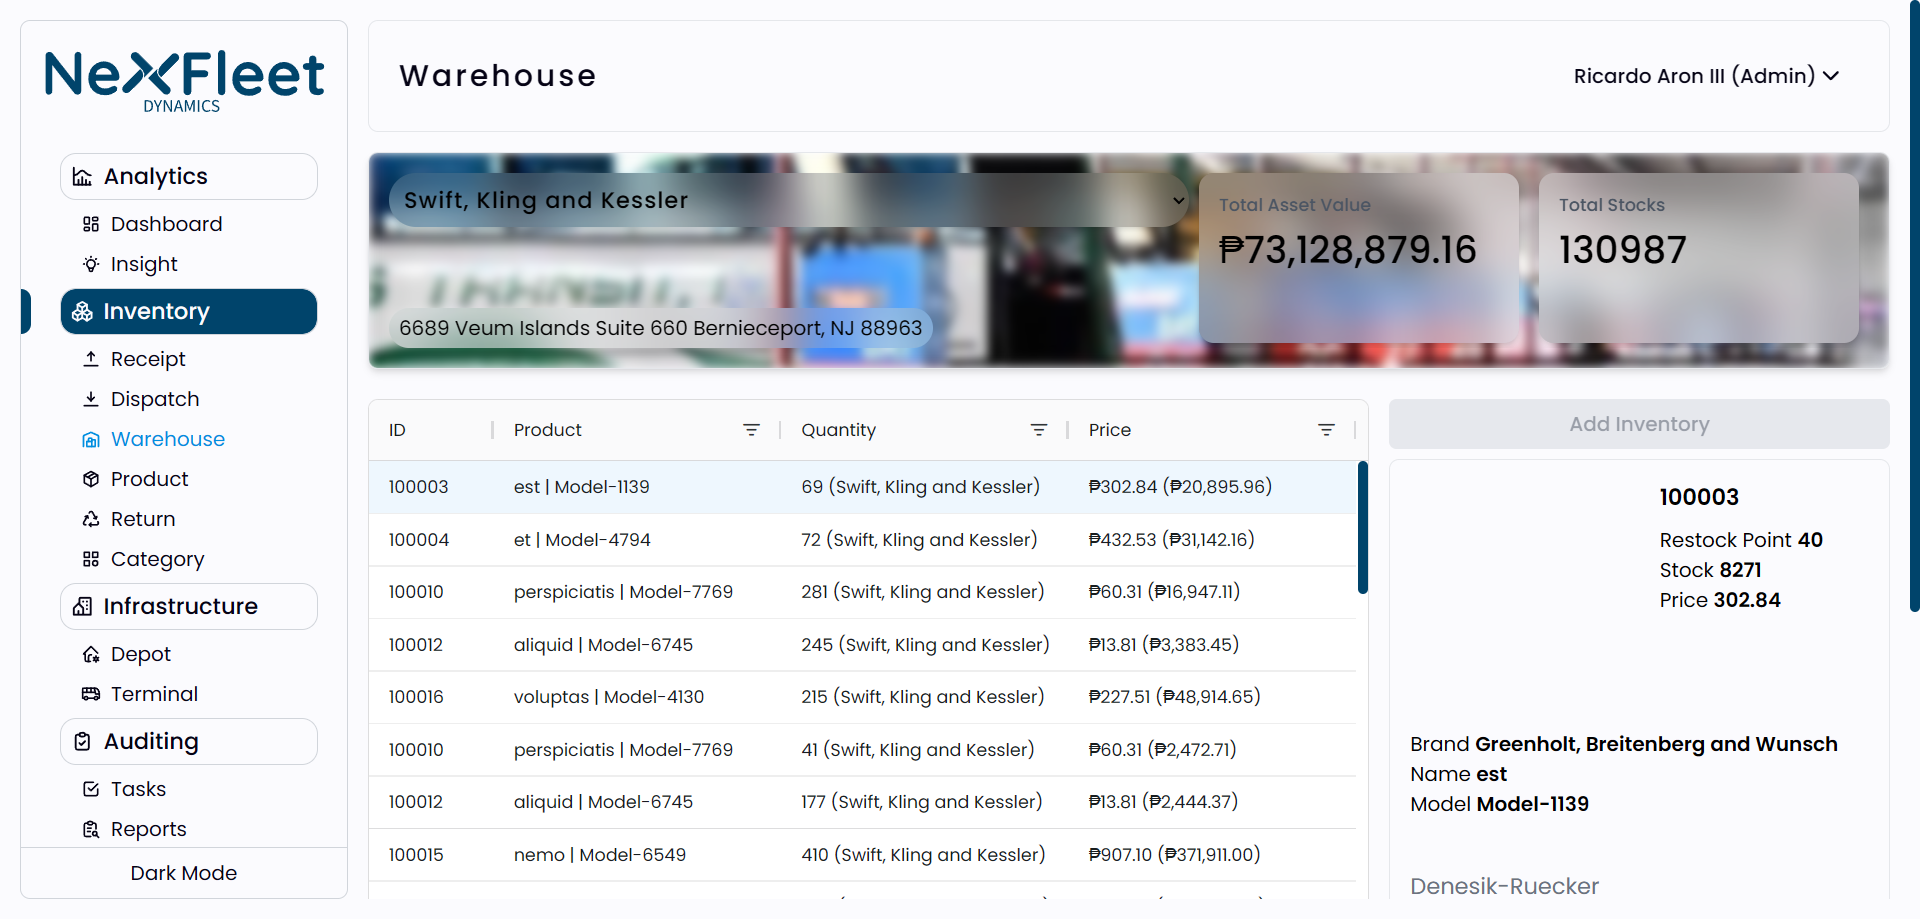 NexFleet
DYNAMICS
Analytics
Dashboard
Insight
Inventory
Receipt
Dispatch
Warehouse
Product
Return
Category
Infrastructure
Depot
Terminal
Auditing
Tasks
Reports
Dark Mode
Warehouse
Ricardo Aron III (Admin)
Swift, Kling and Kessler
6689 Veum Islands Suite 660 Bernieceport, NJ 88963
Total Asset Value
₱73,128,879.16
Total Stocks
130987
ID Product Quantity Price
100003 est | Model-1139 69 (Swift, Kling and Kessler) ₱302.84 (₱20,895.96)
100004 et | Model-4794 72 (Swift, Kling and Kessler) ₱432.53 (₱31,142.16)
100010 perspiciatis | Model-7769 281 (Swift, Kling and Kessler) ₱60.31 (₱16,947.11)
100012 aliquid | Model-6745 245 (Swift, Kling and Kessler) ₱13.81 (₱3,383.45)
100016 voluptas | Model-4130 215 (Swift, Kling and Kessler) ₱227.51 (₱48,914.65)
100010 perspiciatis | Model-7769 41 (Swift, Kling and Kessler) ₱60.31 (₱2,472.71)
100012 aliquid | Model-6745 177 (Swift, Kling and Kessler) ₱13.81 (₱2,444.37)
100015 nemo | Model-6549 410 (Swift, Kling and Kessler) ₱907.10 (₱371,911.00)
Add Inventory
100003
Restock Point 40
Stock 8271
Price 302.84
Brand Greenholt, Breitenberg and Wunsch
Name est
Model Model-1139
Denesik-Ruecker